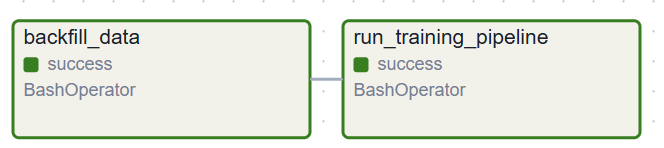 backfill_data
success
BashOperator
run_training_pipeline
success
BashOperator